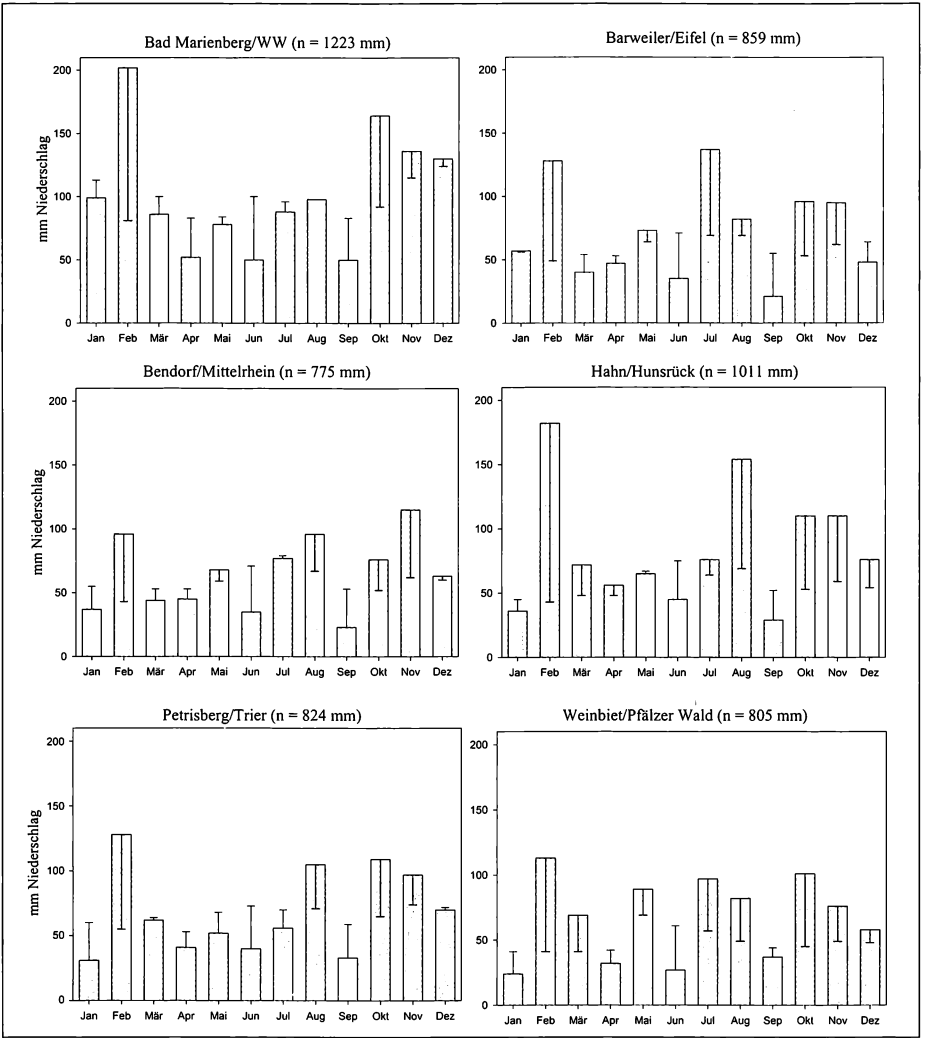 Bad Marienberg/WW (n = 1223 mm)
mm Niederschlag
200
150
100
50
0
Jan Feb Mär Apr Mai Jun Jul Aug Sep Okt Nov Dez
Barweiler/Eifel (n = 859 mm)
200
150
100
50
0
Jan Feb Mär Apr Mai Jun Jul Aug Sep Okt Nov Dez
Bendorf/Mittelrhein (n = 775 mm)
mm Niederschlag
200
150
100
50
0
Jan Feb Mär Apr Mai Jun Jul Aug Sep Okt Nov Dez
Hahn/Hunsrück (n = 1011 mm)
200
150
100
50
0
Jan Feb Mär Apr Mai Jun Jul Aug Sep Okt Nov Dez
Petrisberg/Trier (n = 824 mm)
mm Niederschlag
200
150
100
50
0
Jan Feb Mär Apr Mai Jun Jul Aug Sep Okt Nov Dez
Weinbiet/Pfälzer Wald (n = 805 mm)
200
150
100
50
0
Jan Feb Mär Apr Mai Jun Jul Aug Sep Okt Nov Dez